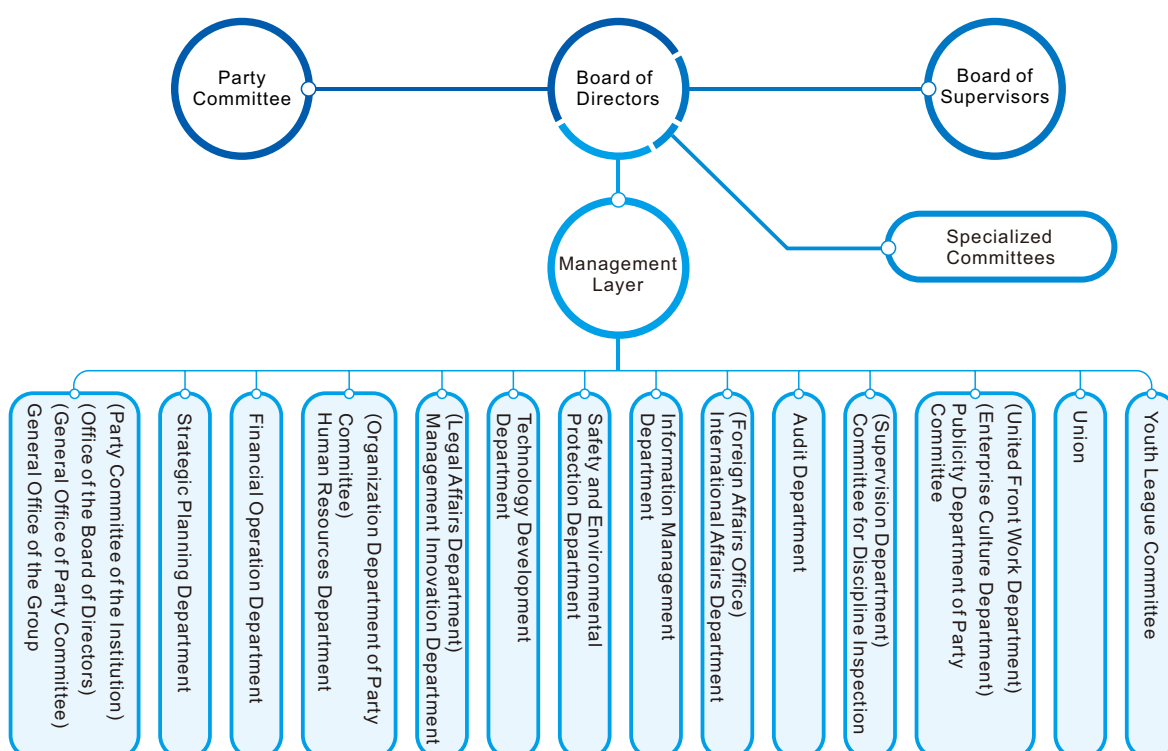 Party
Committee
Board of
Directors
Board of
Supervisors
Specialized
Committees
Management
Layer
(Party Committee of the Institution)
(Office of the Board of Directors)
(General Office of Party Committee)
General Office of the Group
Strategic Planning Department
Financial Operation Department
(Organization Department of Party
Committee)
Human Resources Department
(Legal Affairs Department)
Management Innovation Department
Technology Development
Department
Safety and Environmental
Protection Department
Information Management
Department
(Foreign Affairs Office)
International Affairs Department
Audit Department
(Supervision Department)
Committee for Discipline Inspection
(United Front Work Department)
(Enterprise Culture Department)
Publicity Department of Party
Committee
Union
Youth League Committee